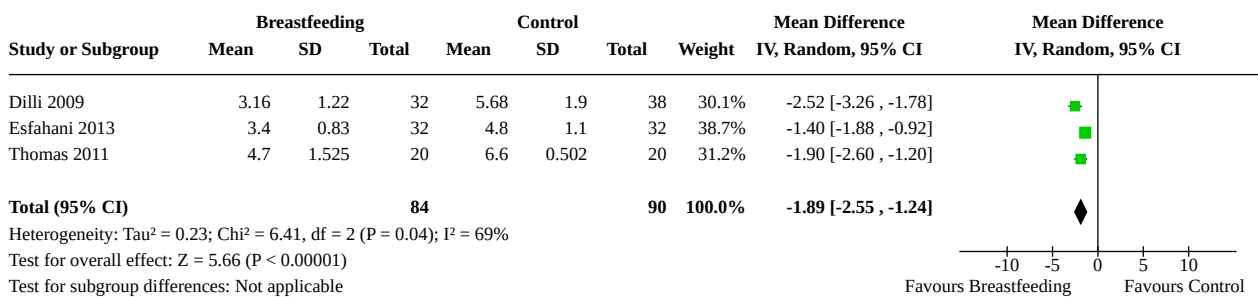 Breastfeeding Control Mean Difference Mean Difference
Study or Subgroup Mean SD Total Mean SD Total Weight IV, Random, 95% CI IV, Random, 95% CI
Dilli 2009 3.16 1.22 32 5.68 1.9 38 30.1% -2.52 [-3.26 , -1.78]
Esfahani 2013 3.4 0.83 32 4.8 1.1 32 38.7% -1.40 [-1.88 , -0.92]
Thomas 2011 4.7 1.525 20 6.6 0.502 20 31.2% -1.90 [-2.60 , -1.20]
Total (95% CI) 84 90 100.0% -1.89 [-2.55 , -1.24]
Heterogeneity: Tau² = 0.23; Chi² = 6.41, df = 2 (P = 0.04); I² = 69%
Test for overall effect: Z = 5.66 (P < 0.00001) -10 -5 0 5 10
Test for subgroup differences: Not applicable Favours Breastfeeding Favours Control